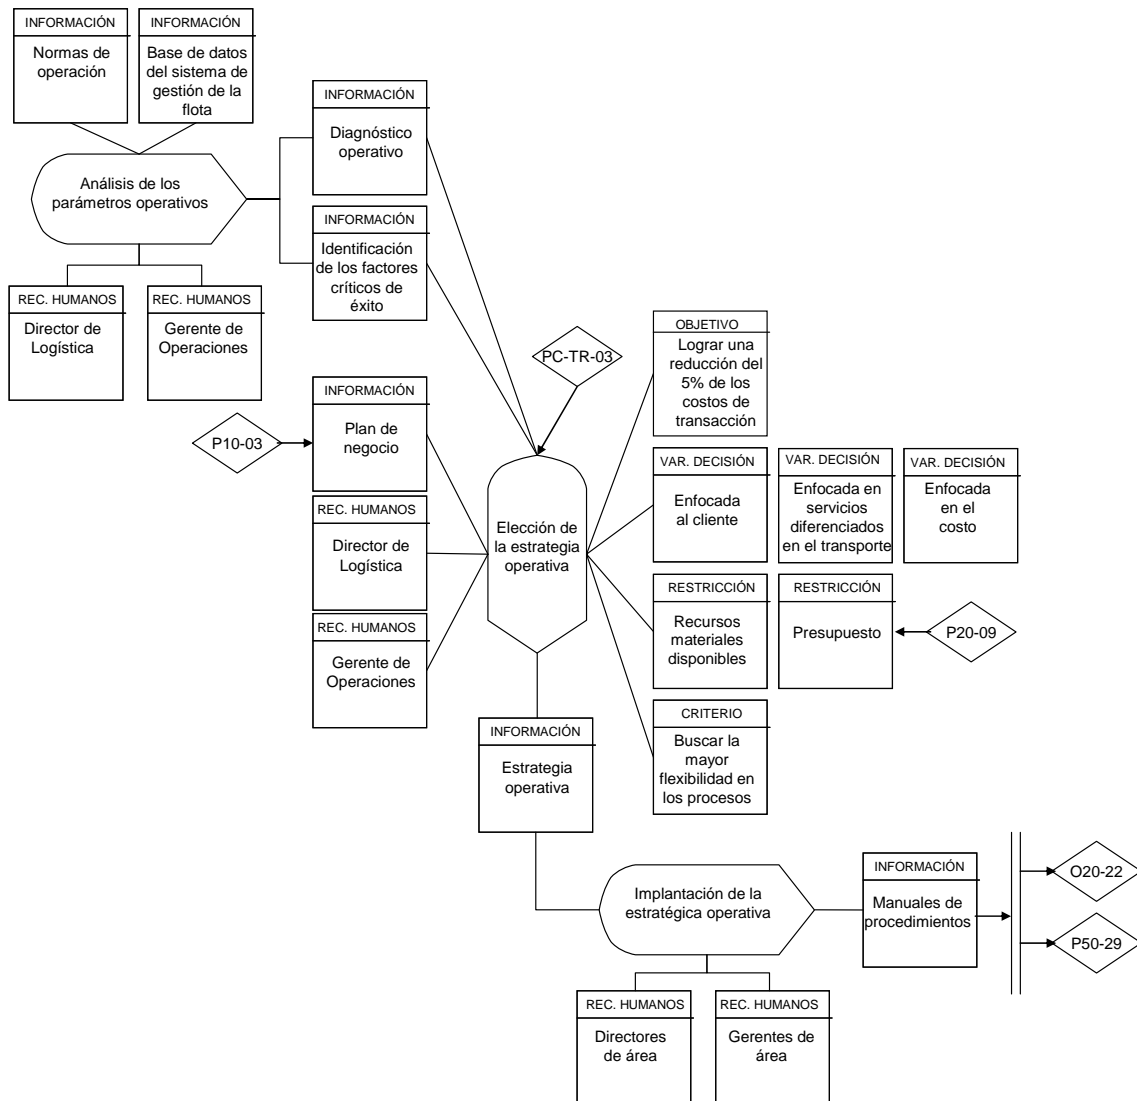 INFORMACIÓN
Normas de
operación
INFORMACIÓN
Base de datos
del sistema de
gestión de la
flota
Análisis de los
parámetros operativos
REC. HUMANOS
Director de
Logística
REC. HUMANOS
Gerente de
Operaciones
INFORMACIÓN
Diagnóstico
operativo
INFORMACIÓN
Identificación
de los factores
críticos de
éxito
PC-TR-03
P10-03
INFORMACIÓN
Plan de
negocio
REC. HUMANOS
Director de
Logística
REC. HUMANOS
Gerente de
Operaciones
Elección de
la estrategia
operativa
OBJETIVO
Lograr una
reducción del
5% de los
costos de
transacción
VAR. DECISIÓN
Enfocada
al cliente
VAR. DECISIÓN
Enfocada en
servicios
diferenciados
en el transporte
VAR. DECISIÓN
Enfocada
en el
costo
RESTRICCIÓN
Recursos
materiales
disponibles
RESTRICCIÓN
Presupuesto
P20-09
CRITERIO
Buscar la
mayor
flexibilidad en
los procesos
INFORMACIÓN
Estrategia
operativa
Implantación de la
estratégica operativa
REC. HUMANOS
Directores
de área
REC. HUMANOS
Gerentes de
área
INFORMACIÓN
Manuales de
procedimientos
O20-22
P50-29